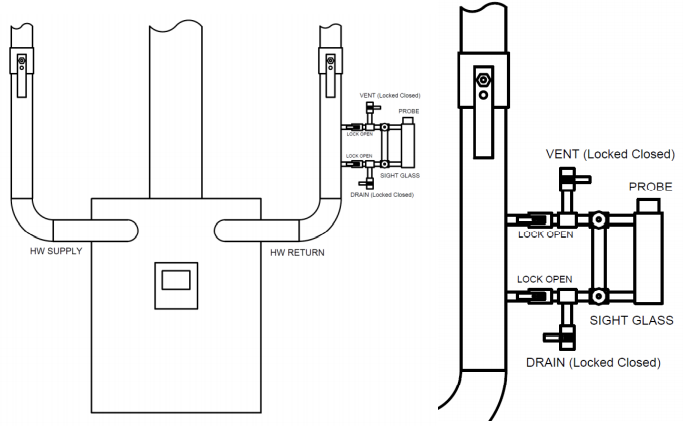 VENT (Locked Closed)
PROBE
LOCK OPEN
LOCK OPEN
SIGHT GLASS
DRAIN (Locked Closed)
HW SUPPLY
HW RETURN
VENT (Locked Closed)
PROBE
LOCK OPEN
LOCK OPEN
SIGHT GLASS
DRAIN (Locked Closed)